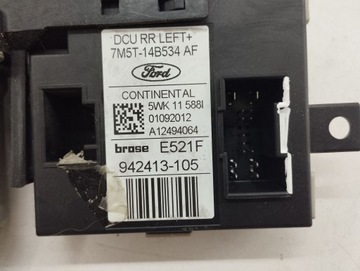 DCU RR LEFT+
7M5T-14B534 AF
Ford
CONTINENTAL
5WK 11 588I
01092012
A12494064
brose E521F
942413-105